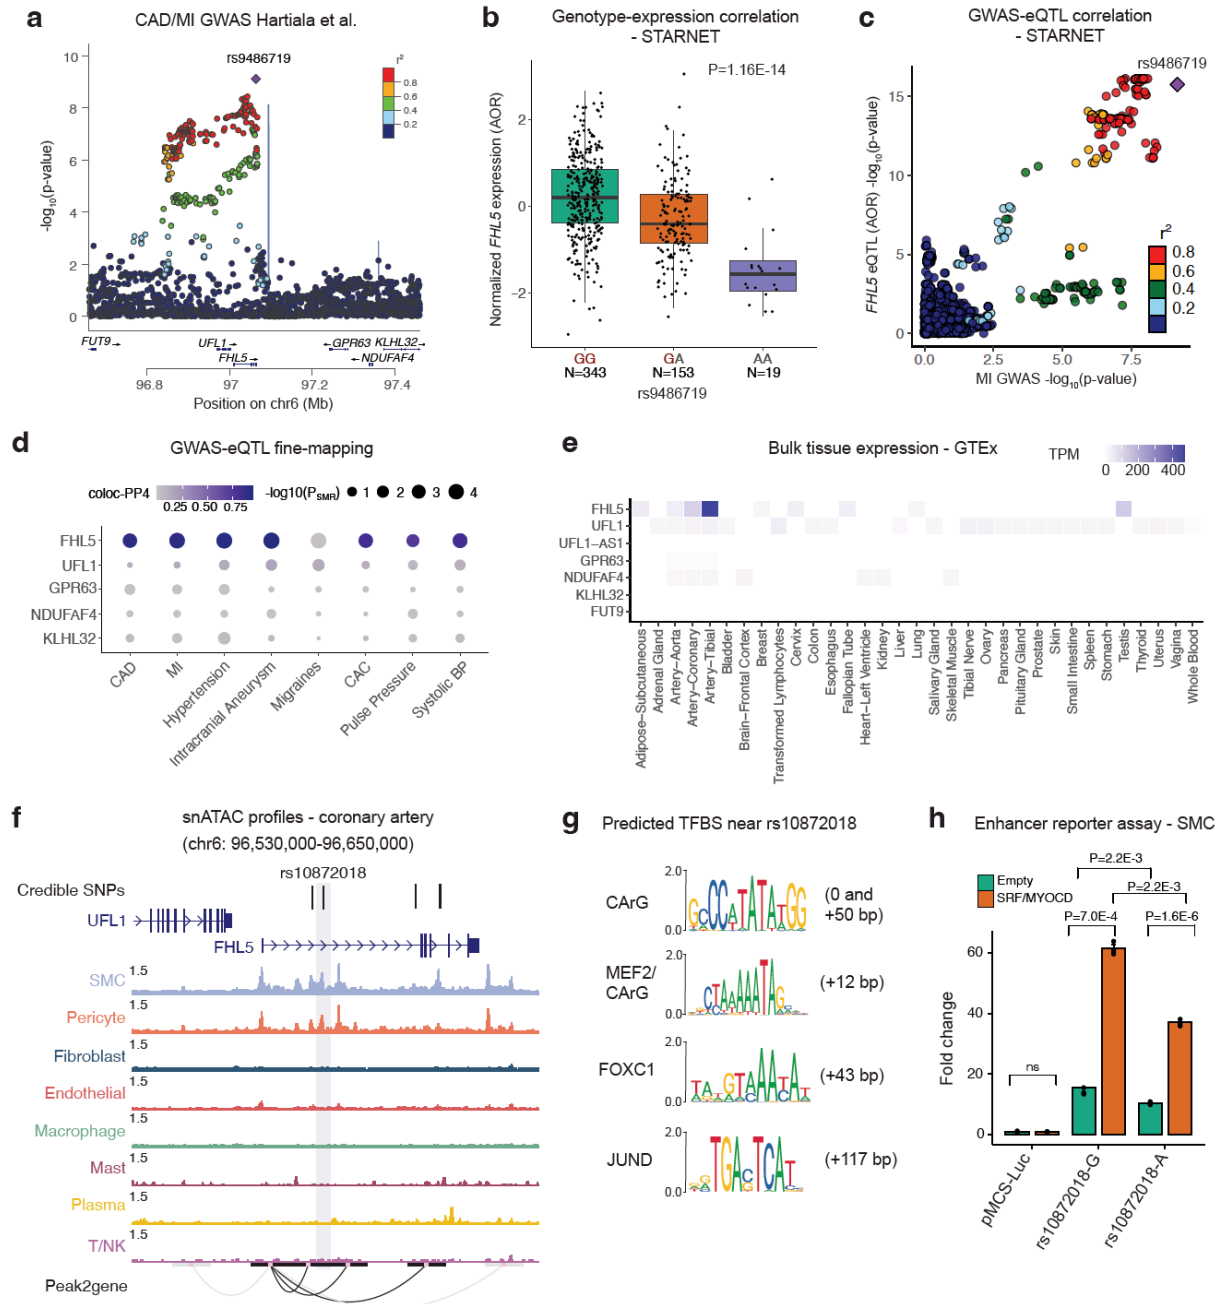 a
CAD/MI GWAS Hartiala et al.
rs9486719
r²
0.8
0.6
0.4
0.2
-log10(p-value)
10
8
6
4
2
0
FUT9
UFL1
FHL5
GPR63
KLHL32
NDUFAF4
96.8
97
97.2
97.4
Position on chr6 (Mb)
b
Genotype-expression correlation
- STARNET
P=1.16E-14
Normalized FHL5 expression (AOR)
2
0
−2
GG
GA
AA
N=343
N=153
N=19
rs9486719
c
GWAS-eQTL correlation
- STARNET
rs9486719
FHL5 eQTL (AOR) -log10(p-value)
15
10
5
0
r²
0.8
0.6
0.4
0.2
0.0
2.5
5.0
7.5
MI GWAS -log10(p-value)
d
GWAS-eQTL fine-mapping
coloc-PP4
0.25
0.50
0.75
-log10(PSMR)
1
2
3
4
FHL5
UFL1
GPR63
NDUFAF4
KLHL32
CAD
MI
Hypertension
Intracranial Aneurysm
Migraines
CAC
Pulse Pressure
Systolic BP
e
Bulk tissue expression - GTEx
TPM
0
200
400
FHL5
UFL1
UFL1−AS1
GPR63
NDUFAF4
KLHL32
FUT9
Adipose−Subcutaneous
Adrenal Gland
Artery−Aorta
Artery−Coronary
Artery−Tibial
Bladder
Brain−Frontal Cortex
Breast
Transformed Lymphocytes
Cervix
Colon
Esophagus
Fallopian Tube
Heart−Left Ventricle
Kidney
Liver
Lung
Salivary Gland
Skeletal Muscle
Tibial Nerve
Ovary
Pancreas
Pituitary Gland
Prostate
Skin
Small Intestine
Spleen
Stomach
Testis
Thyroid
Uterus
Vagina
Whole Blood
f
snATAC profiles - coronary artery
(chr6: 96,530,000-96,650,000)
rs10872018
Credible SNPs
UFL1
FHL5
1.5
SMC
1.5
Pericyte
1.5
Fibroblast
1.5
Endothelial
1.5
Macrophage
1.5
Mast
1.5
Plasma
1.5
T/NK
Peak2gene
g
Predicted TFBS near rs10872018
2.0
CArG
0.0
(0 and
+50 bp)
2.0
MEF2/
CArG
0.0
(+12 bp)
2.0
FOXC1
0.0
(+43 bp)
2.0
JUND
0.0
(+117 bp)
h
Enhancer reporter assay - SMC
Empty
SRF/MYOCD
P=2.2E-3
P=2.2E-3
P=7.0E-4
P=1.6E-6
ns
Fold change
60
40
20
0
pMCS-Luc
rs10872018-G
rs10872018-A